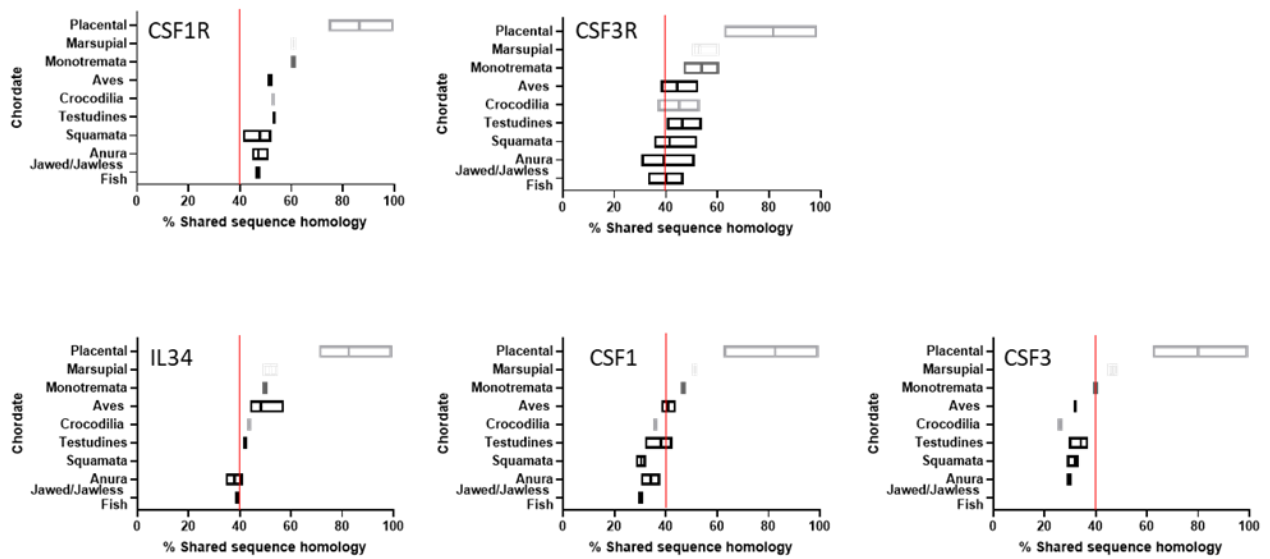 CSF1R
Chordate
Placental
Marsupial
Monotremata
Aves
Crocodilia
Testudines
Squamata
Anura
Jawed/Jawless
Fish
0 20 40 60 80 100
% Shared sequence homology
CSF3R
Chordate
Placental
Marsupial
Monotremata
Aves
Crocodilia
Testudines
Squamata
Anura
Jawed/Jawless
Fish
0 20 40 60 80 100
% Shared sequence homology
IL34
Chordate
Placental
Marsupial
Monotremata
Aves
Crocodilia
Testudines
Squamata
Anura
Jawed/Jawless
Fish
0 20 40 60 80 100
% Shared sequence homology
CSF1
Chordate
Placental
Marsupial
Monotremata
Aves
Crocodilia
Testudines
Squamata
Anura
Jawed/Jawless
Fish
0 20 40 60 80 100
% Shared sequence homology
CSF3
Chordate
Placental
Marsupial
Monotremata
Aves
Crocodilia
Testudines
Squamata
Anura
Jawed/Jawless
Fish
0 20 40 60 80 100
% Shared sequence homology